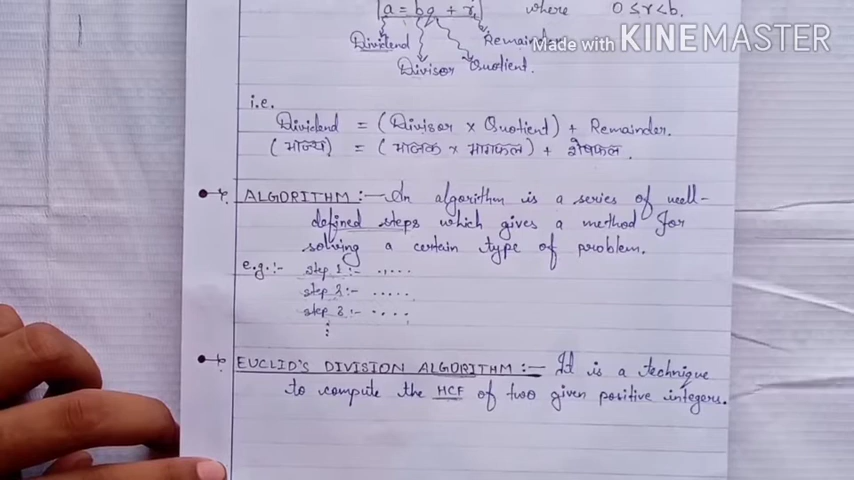 a = bq + r, where 0 ≤ r < b.
Dividend Remainder
Made with KINEMASTER
Divisor Quotient.
i.e.
Dividend = (Divisor × Quotient) + Remainder.
(भाज्य) = (भाजक × भागफल) + शेषफल.
ALGORITHM :- An algorithm is a series of well-
defined steps which gives a method for
solving a certain type of problem.
e.g.:- step 1:- .....
step 2:- .....
step 3:- ....
⋮
EUCLID'S DIVISION ALGORITHM :- It is a technique
to compute the HCF of two given positive integers.